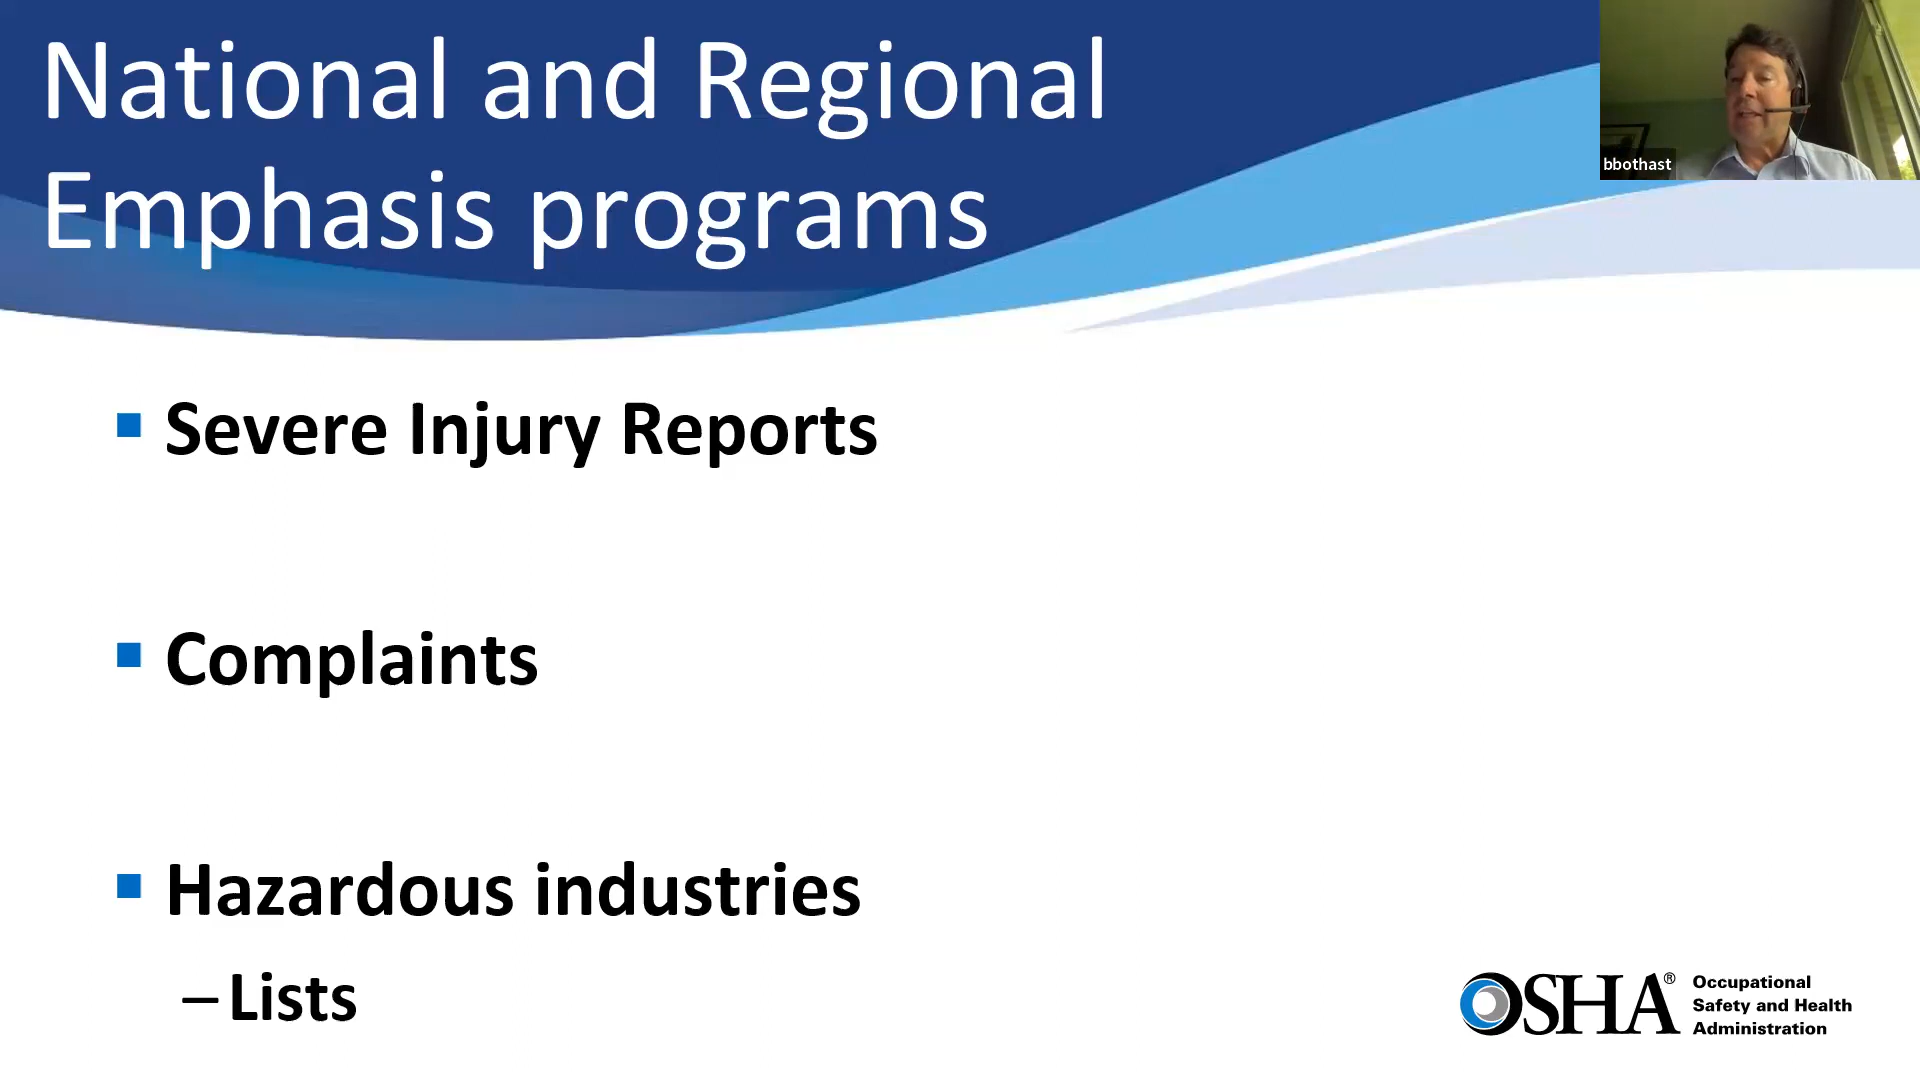 National and Regional
Emphasis programs
bbothast
▪ Severe Injury Reports
▪ Complaints
▪ Hazardous industries
– Lists
OSHA®
Occupational
Safety and Health
Administration